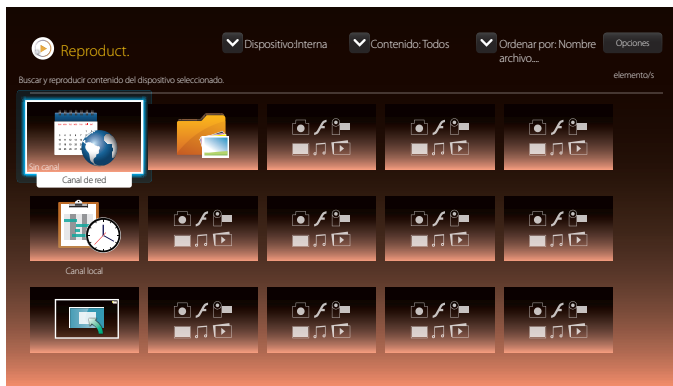 Reproduct.
Dispositivo:Interna
Contenido: Todos
Ordenar por: Nombre
archivo....
Opciones
Buscar y reproducir contenido del dispositivo seleccionado.
elemento/s
Sin canal
Canal de red
Canal local